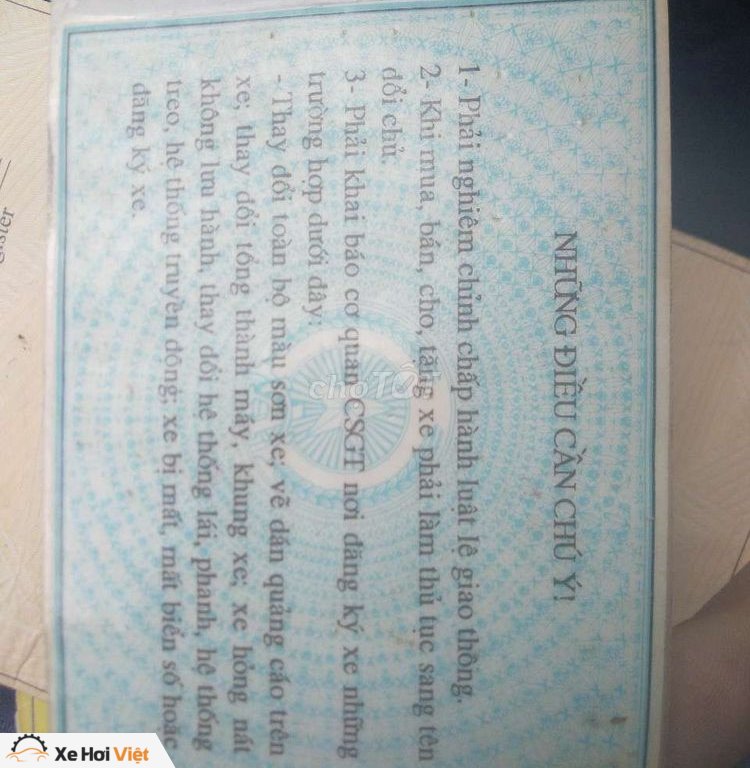 NHỮNG ĐIỀU CẦN CHÚ Ý!
1- Phải nghiêm chỉnh chấp hành luật lệ giao thông.
2- Khi mua, bán, cho, tặng xe phải làm thủ tục sang tên
đổi chủ.
3- Phải khai báo cơ quan CSGT nơi đăng ký xe những
trường hợp dưới đây:
- Thay đổi toàn bộ màu sơn xe; vẽ dán quảng cáo trên
xe; thay đổi tổng thành máy, khung xe; xe hỏng nát
không lưu hành, thay đổi hệ thống lái, phanh, hệ thống
treo, hệ thống truyền động; xe bị mất, mất biển số hoặc
đăng ký xe.
choTỐT
Xe Hơi Việt